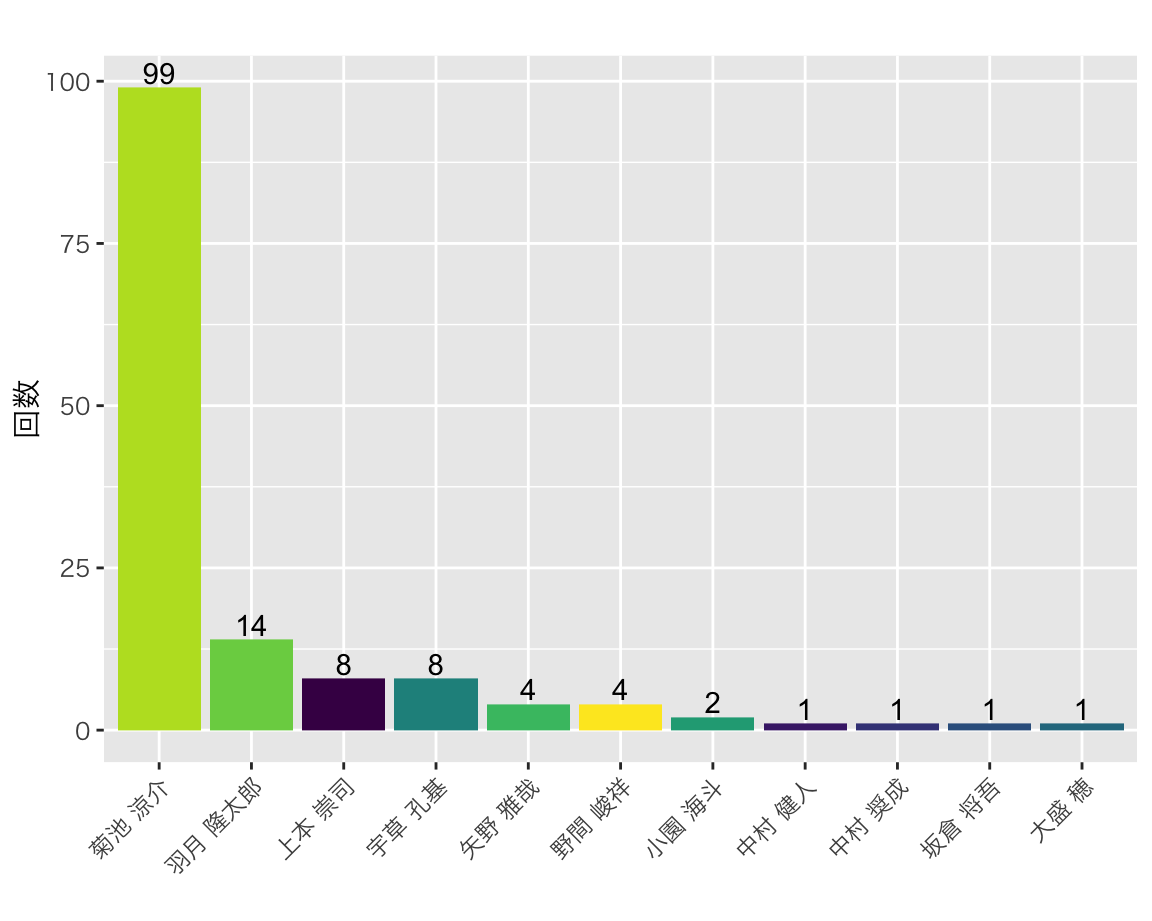 回数
100
75
50
25
0
99
14
8
8
4
4
2
1
1
1
1
菊池 涼介
羽月 隆太郎
上本 崇司
宇草 孔基
矢野 雅哉
野間 峻祥
小園 海斗
中村 健人
中村 奨成
坂倉 将吾
大盛 穂